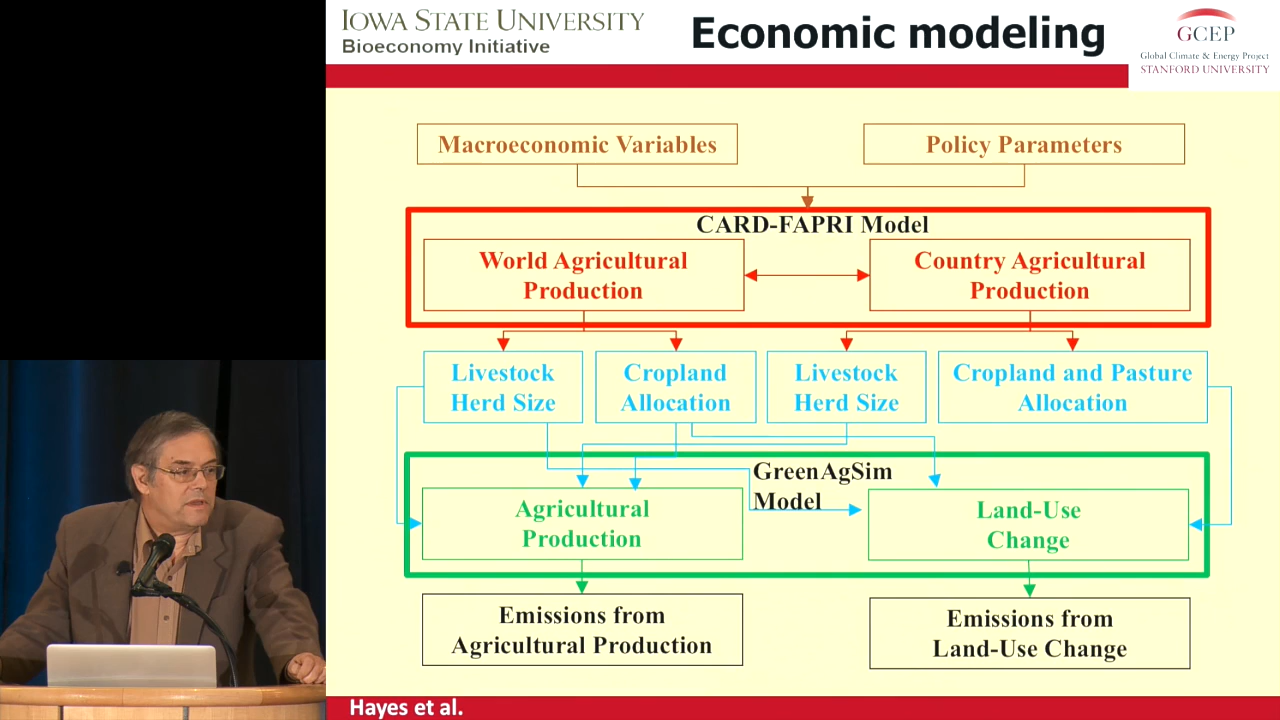 IOWA STATE UNIVERSITY
Bioeconomy Initiative
Economic modeling
GCEP
Global Climate & Energy Project
STANFORD UNIVERSITY
Macroeconomic Variables
Policy Parameters
CARD-FAPRI Model
World Agricultural
Production
Country Agricultural
Production
Livestock
Herd Size
Cropland
Allocation
Livestock
Herd Size
Cropland and Pasture
Allocation
GreenAgSim
Model
Agricultural
Production
Land-Use
Change
Emissions from
Agricultural Production
Emissions from
Land-Use Change
Hayes et al.